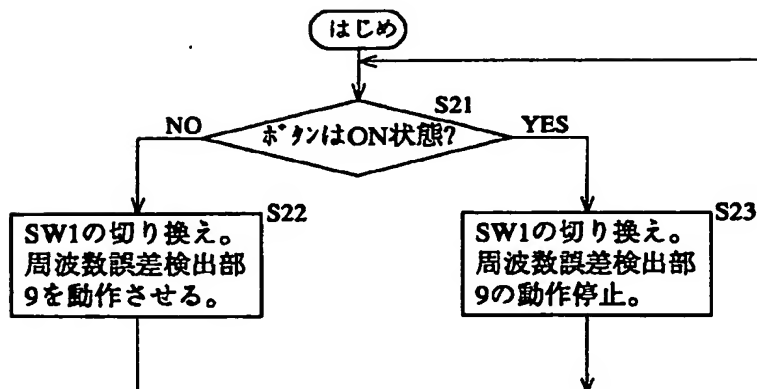 はじめ
S21
NO
ボタンはON状態?
YES
S22
SW1の切り換え。
周波数誤差検出部
9を動作させる。
S23
SW1の切り換え。
周波数誤差検出部
9の動作停止。